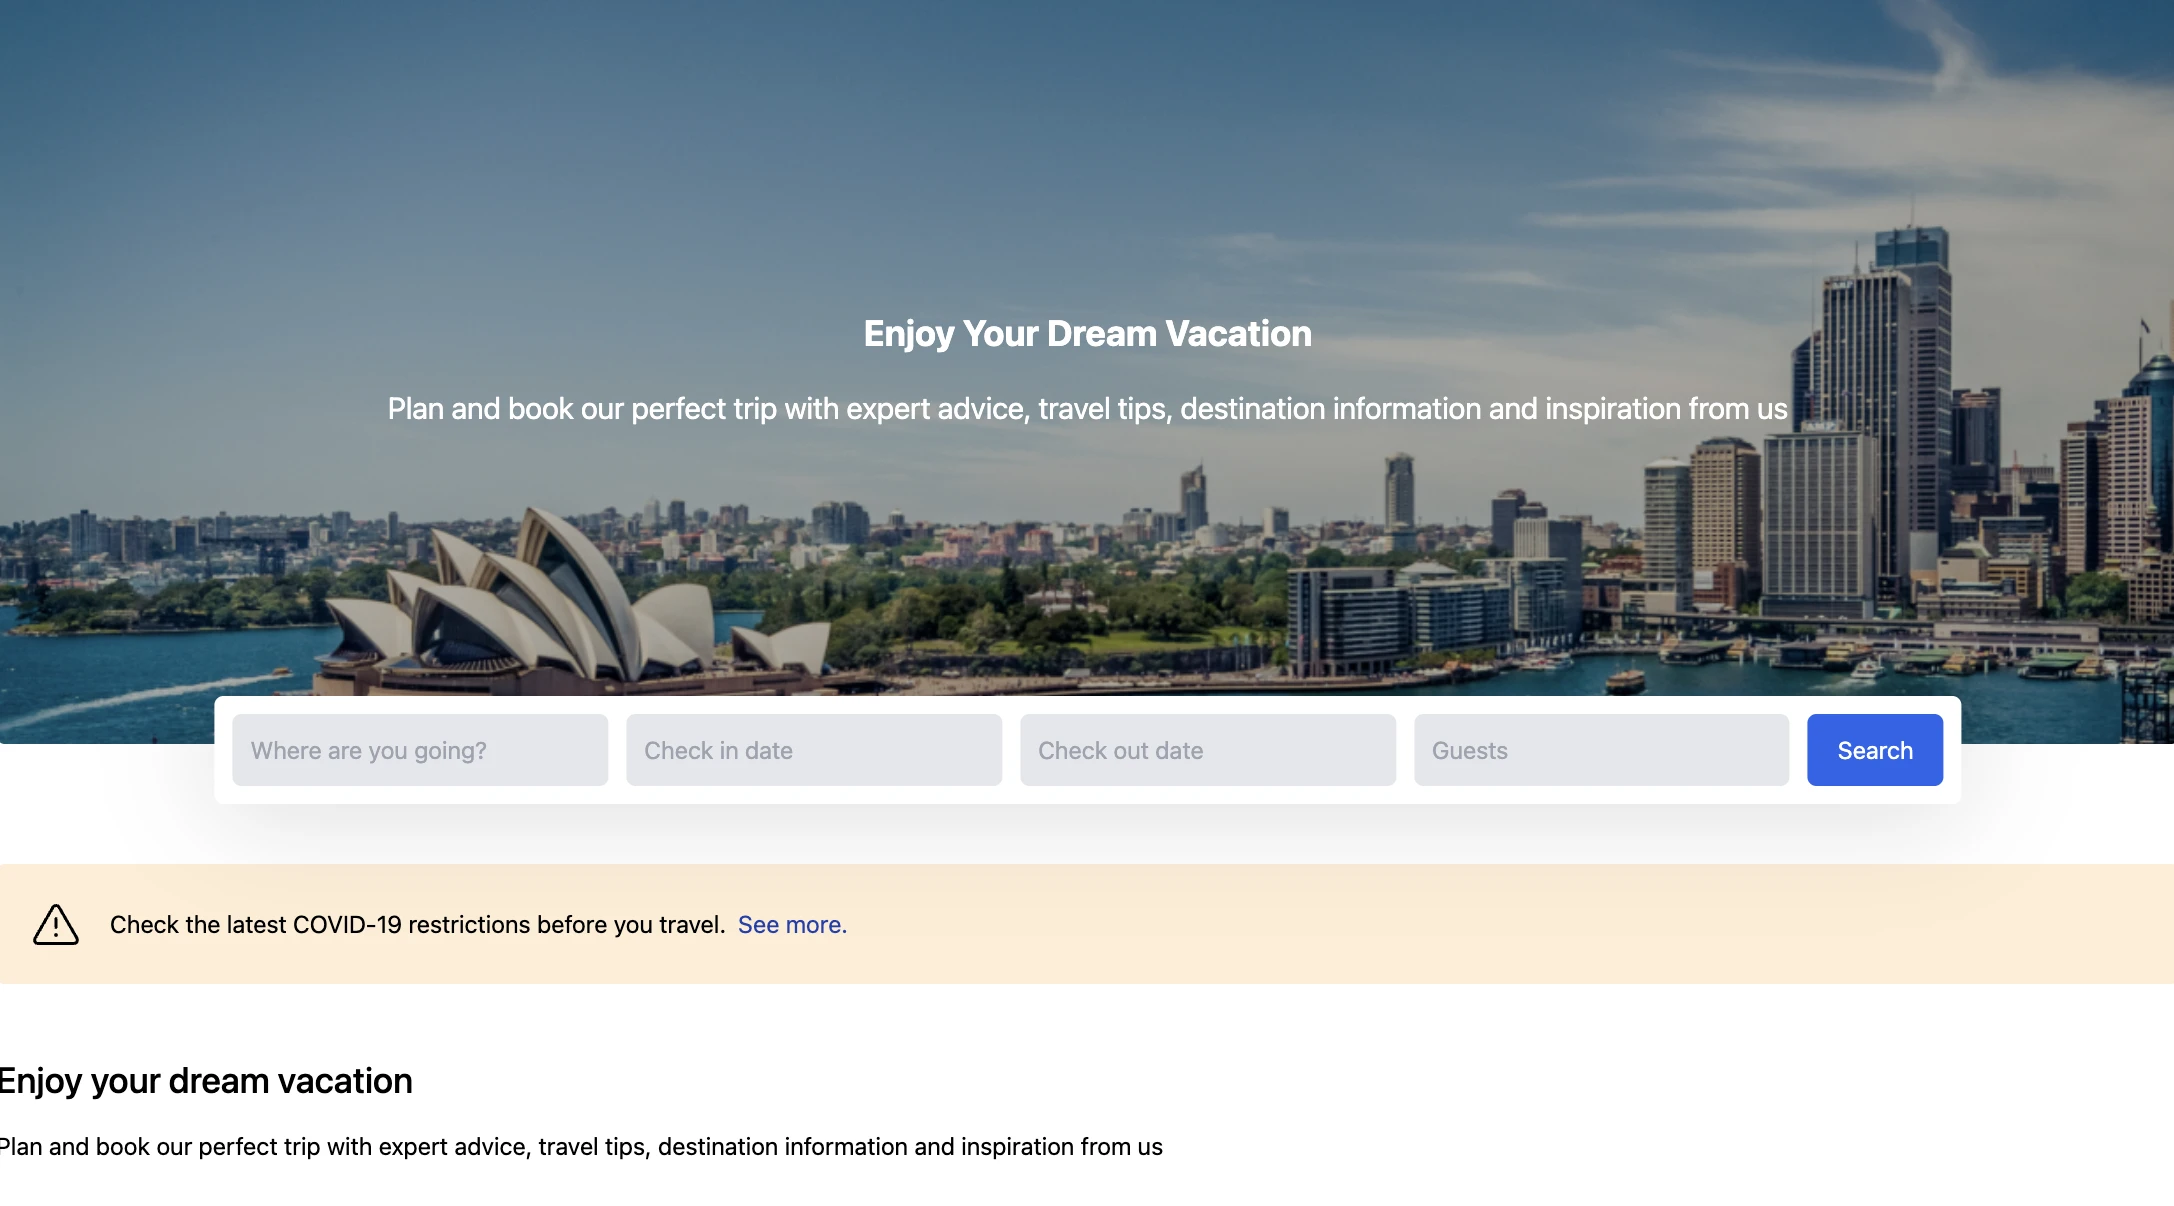 Enjoy Your Dream Vacation
Plan and book our perfect trip with expert advice, travel tips, destination information and inspiration from us
AMP
Where are you going?
Check in date
Check out date
Guests
Search
Check the latest COVID-19 restrictions before you travel. See more.
Enjoy your dream vacation
Plan and book our perfect trip with expert advice, travel tips, destination information and inspiration from us